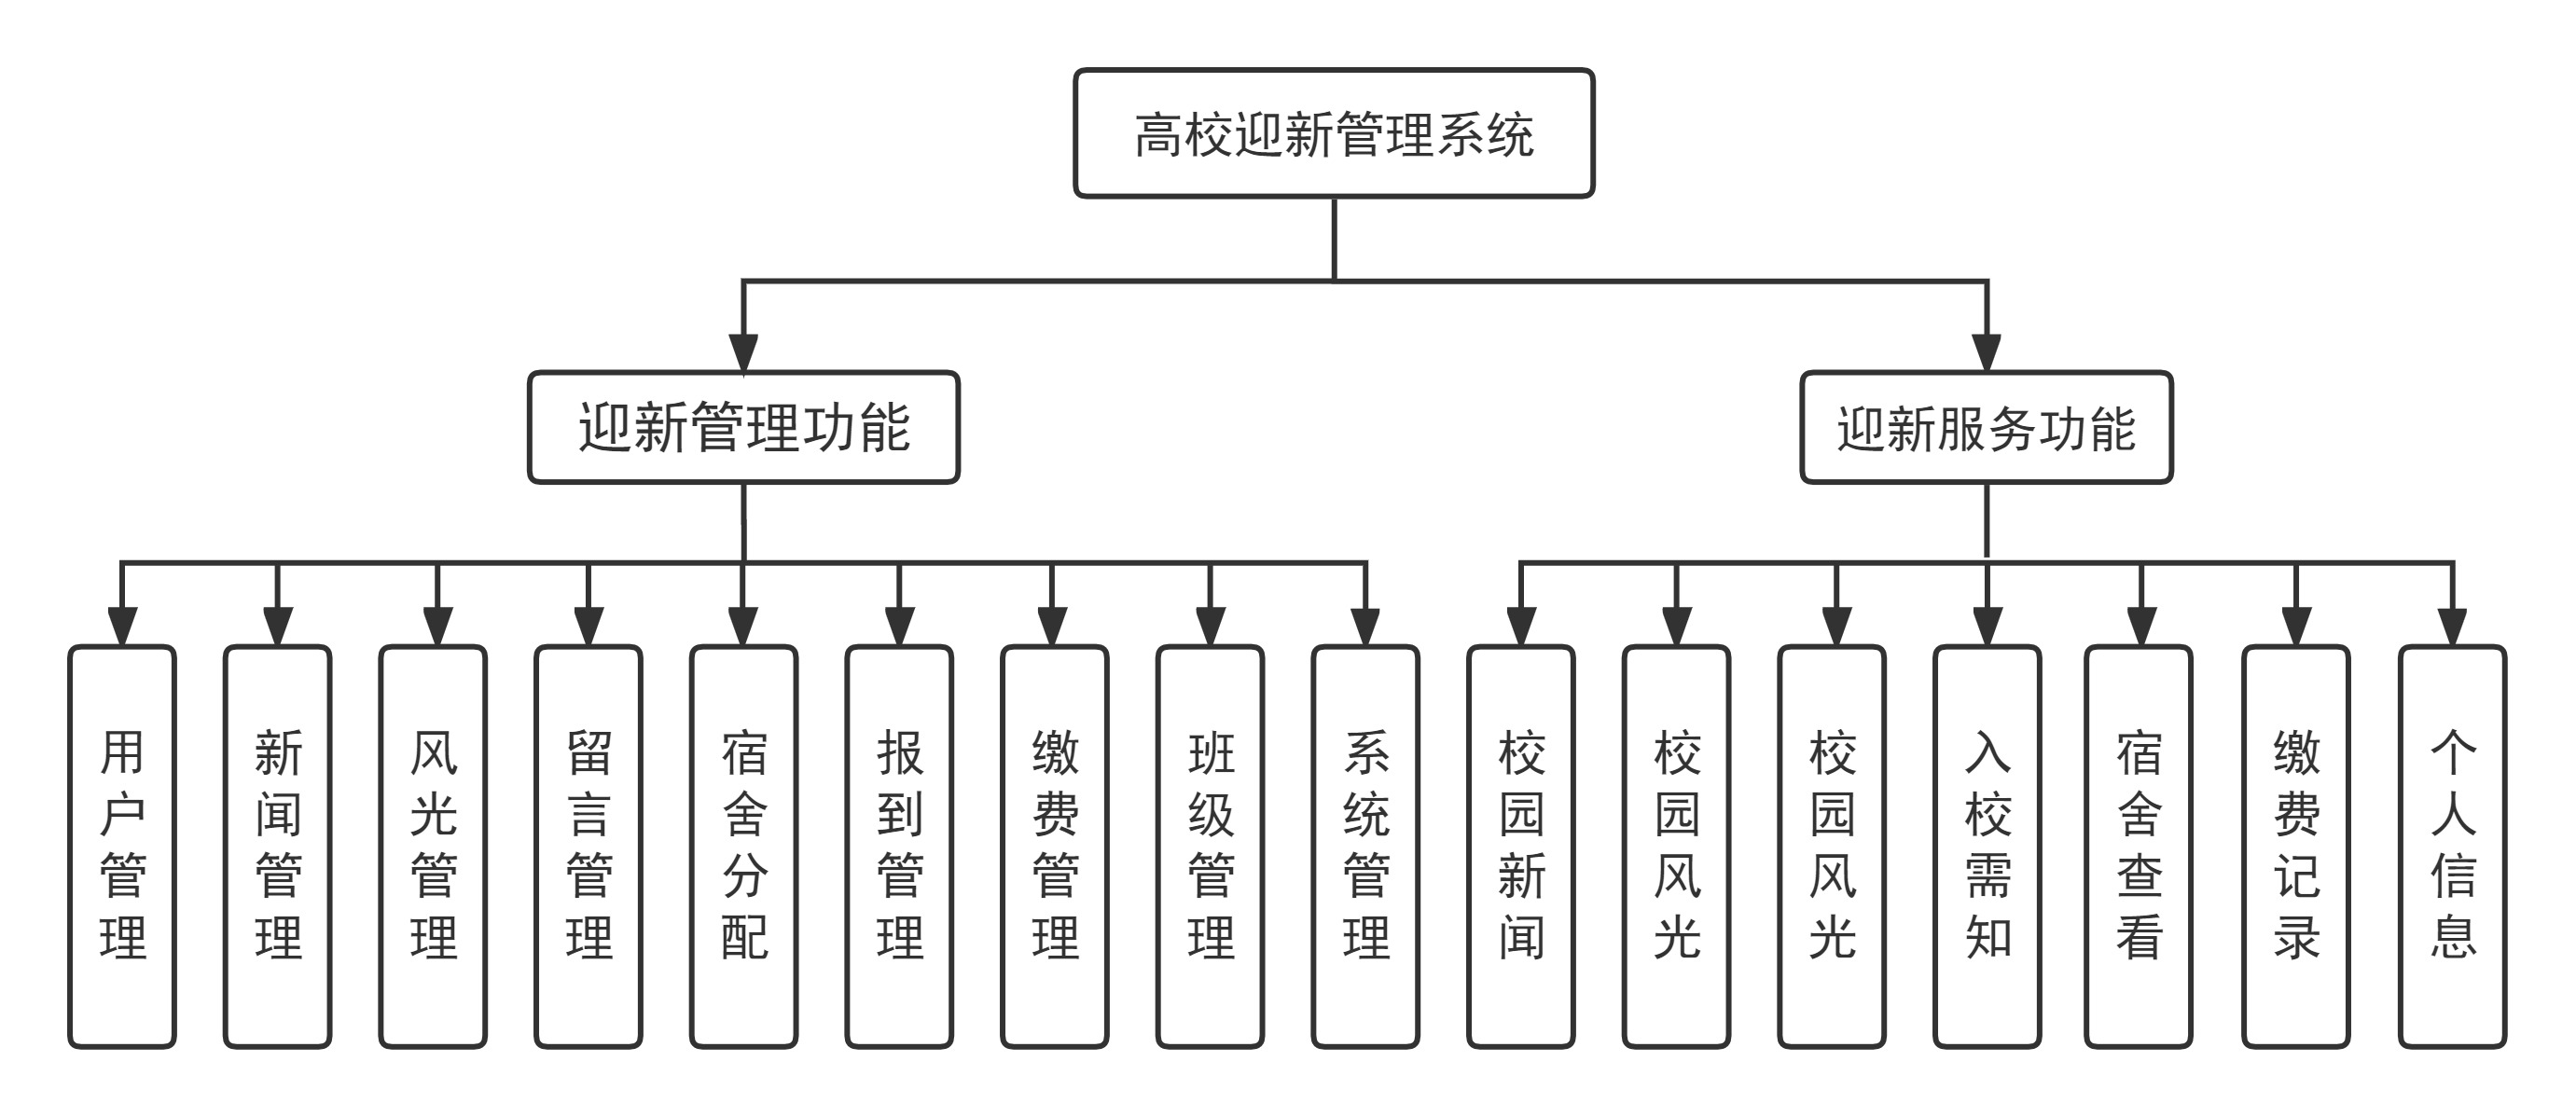 高校迎新管理系统
迎新管理功能
迎新服务功能
用户管理
新闻管理
风光管理
留言管理
宿舍分配
报到管理
缴费管理
班级管理
系统管理
校园新闻
校园风光
校园风光
入校需知
宿舍查看
缴费记录
个人信息